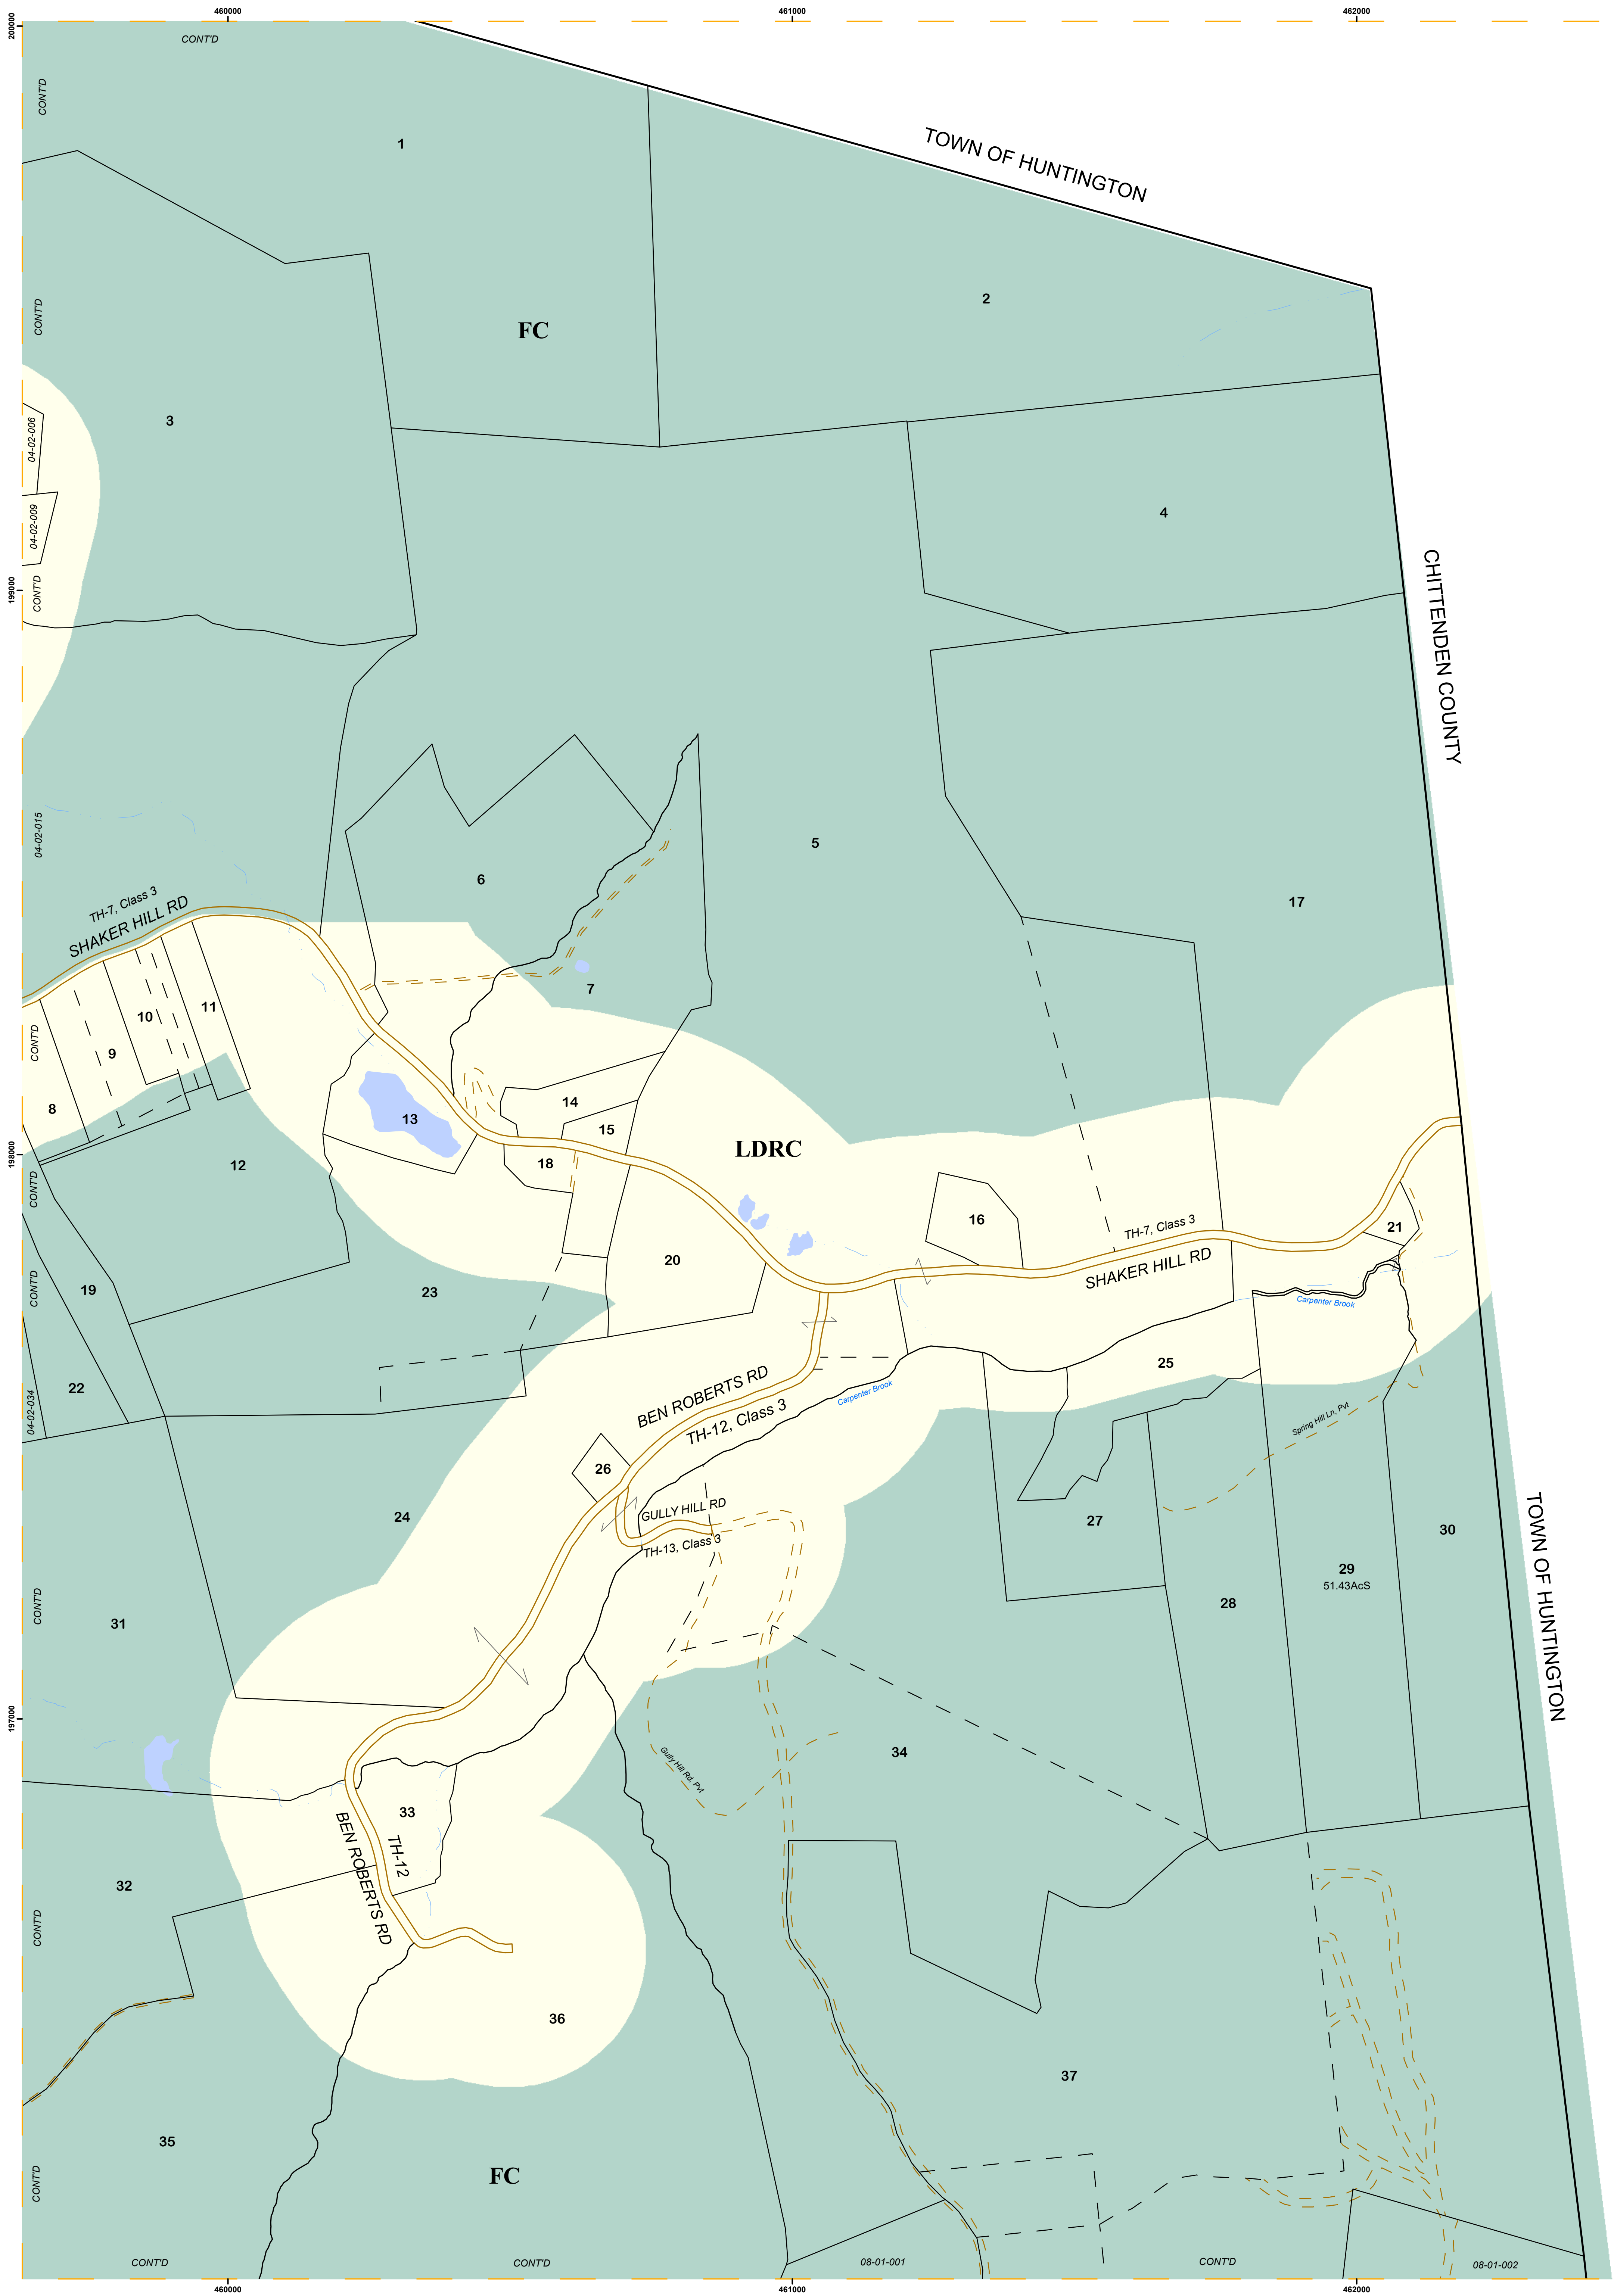 460000
461000
462000
200000
CONT'D
CONT'D
1
TOWN OF HUNTINGTON
2
CONT'D
FC
3
04-02-006
4
04-02-009
199000
CONT'D
CHITTENDEN COUNTY
04-02-015
5
6
17
TH-7, Class 3
SHAKER HILL RD
7
11
10
CONT'D
9
8
14
13
15
LDRC
198000
12
18
CONT'D
16
TH-7, Class 3
21
SHAKER HILL RD
20
19
CONT'D
23
Carpenter Brook
25
22
BEN ROBERTS RD
Carpenter Brook
04-02-034
TH-12, Class 3
Spring Hill Ln. Pvt
26
GULLY HILL RD
24
27
30
TH-13, Class 3
29
51.43AcS
28
TOWN OF HUNTINGTON
CONT'D
31
197000
34
Gully Hill Rd. Pvt
33
TH-12
BEN ROBERTS RD
32
CONT'D
36
37
35
FC
CONT'D
CONT'D
CONT'D
08-01-001
CONT'D
08-01-002
460000
461000
462000